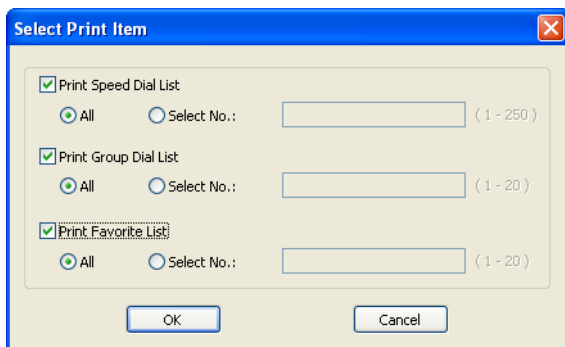 Select Print Item
Print Speed Dial List
All Select No.: ( 1 - 250 )
Print Group Dial List
All Select No.: ( 1 - 20 )
Print Favorite List
All Select No.: ( 1 - 20 )
OK Cancel